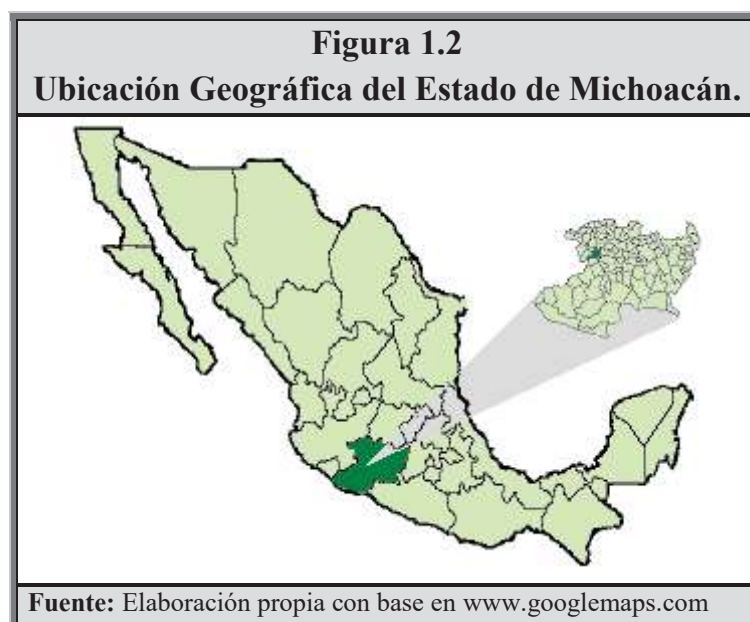 Figura 1.2
Ubicación Geográfica del Estado de Michoacán.
Fuente: Elaboración propia con base en www.googlemaps.com